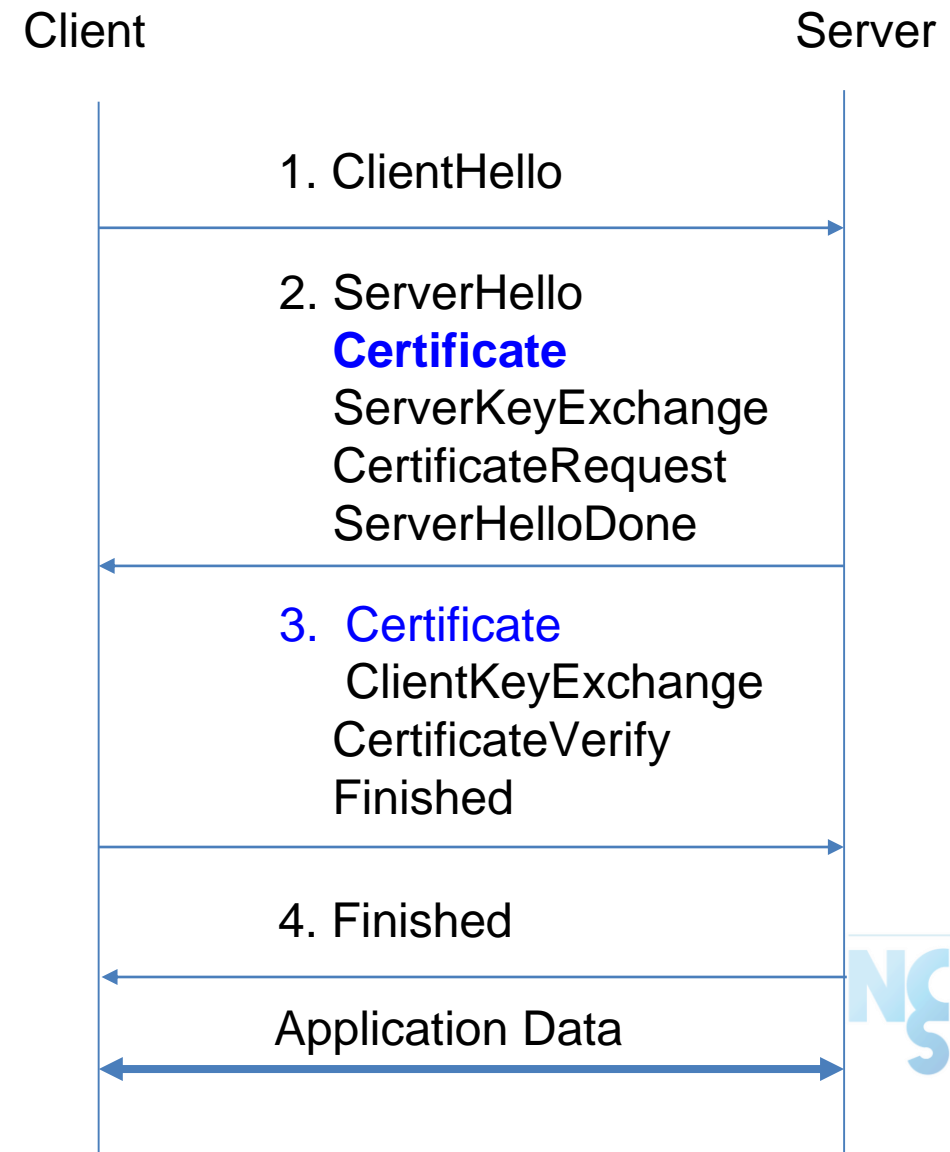 Client Server
1. ClientHello
2. ServerHello
Certificate
ServerKeyExchange
CertificateRequest
ServerHelloDone
3. Certificate
ClientKeyExchange
CertificateVerify
Finished
4. Finished
NC
S
Application Data